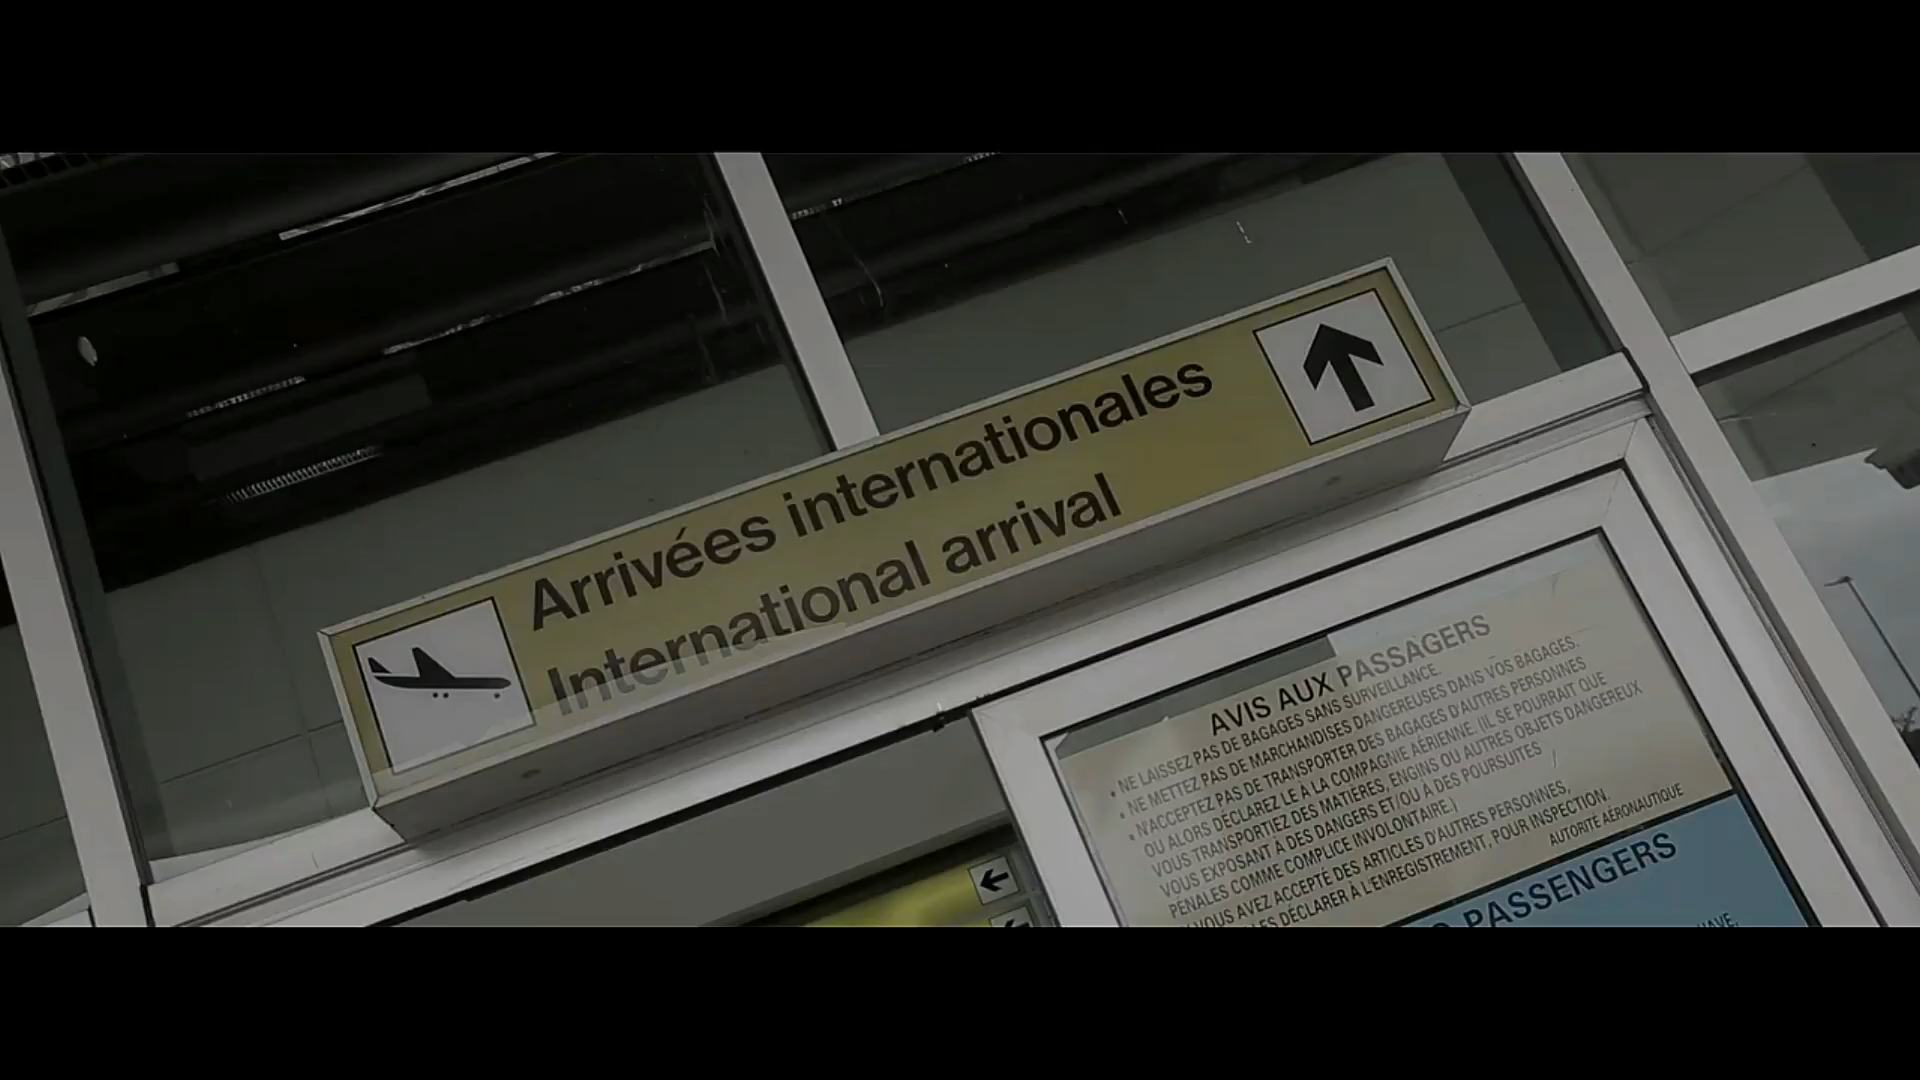 Arrivées internationales
International arrival
AVIS AUX PASSAGERS
• NE LAISSEZ PAS DE BAGAGES SANS SURVEILLANCE.
• NE METTEZ PAS DE MARCHANDISES DANGEREUSES DANS VOS BAGAGES.
• N'ACCEPTEZ PAS DE TRANSPORTER DES BAGAGES D'AUTRES PERSONNES
OU ALORS DÉCLAREZ LE À LA COMPAGNIE AÉRIENNE. (IL SE POURRAIT QUE
VOUS TRANSPORTIEZ DES MATIÈRES, ENGINS OU AUTRES OBJETS DANGEREUX
VOUS EXPOSANT À DES DANGERS ET/OU À DES POURSUITES
PÉNALES COMME COMPLICE INVOLONTAIRE.)
VOUS AVEZ ACCEPTÉ DES ARTICLES D'AUTRES PERSONNES,
LES DÉCLARER À L'ENREGISTREMENT, POUR INSPECTION.
AUTORITÉ AÉRONAUTIQUE
PASSENGERS
HAVE,